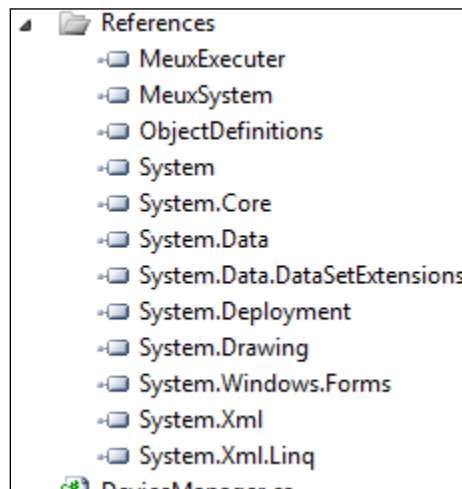 References
MeuxExecuter
MeuxSystem
ObjectDefinitions
System
System.Core
System.Data
System.Data.DataSetExtensions
System.Deployment
System.Drawing
System.Windows.Forms
System.Xml
System.Xml.Linq